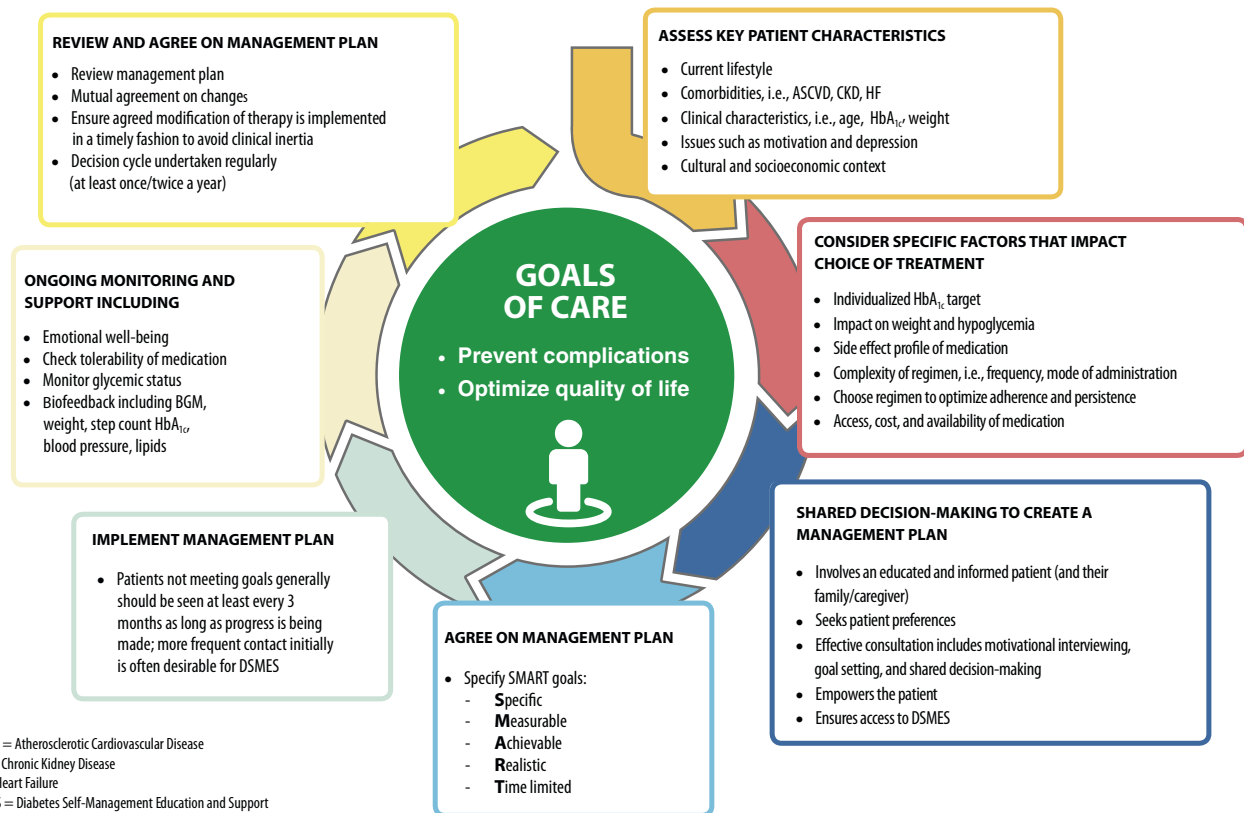 REVIEW AND AGREE ON MANAGEMENT PLAN
• Review management plan
• Mutual agreement on changes
• Ensure agreed modification of therapy is implemented
in a timely fashion to avoid clinical inertia
• Decision cycle undertaken regularly
(at least once/twice a year)
ASSESS KEY PATIENT CHARACTERISTICS
• Current lifestyle
• Comorbidities, i.e., ASCVD, CKD, HF
• Clinical characteristics, i.e., age, HbA1c, weight
• Issues such as motivation and depression
• Cultural and socioeconomic context
CONSIDER SPECIFIC FACTORS THAT IMPACT
CHOICE OF TREATMENT
• Individualized HbA1c target
• Impact on weight and hypoglycemia
• Side effect profile of medication
• Complexity of regimen, i.e., frequency, mode of administration
• Choose regimen to optimize adherence and persistence
• Access, cost, and availability of medication
SHARED DECISION-MAKING TO CREATE A
MANAGEMENT PLAN
• Involves an educated and informed patient (and their
family/caregiver)
• Seeks patient preferences
• Effective consultation includes motivational interviewing,
goal setting, and shared decision-making
• Empowers the patient
• Ensures access to DSMES
AGREE ON MANAGEMENT PLAN
• Specify SMART goals:
- Specific
- Measurable
- Achievable
- Realistic
- Time limited
IMPLEMENT MANAGEMENT PLAN
• Patients not meeting goals generally
should be seen at least every 3
months as long as progress is being
made; more frequent contact initially
is often desirable for DSMES
ONGOING MONITORING AND
SUPPORT INCLUDING
• Emotional well-being
• Check tolerability of medication
• Monitor glycemic status
• Biofeedback including BGM,
weight, step count HbA1c,
blood pressure, lipids
GOALS
OF CARE
• Prevent complications
• Optimize quality of life
= Atherosclerotic Cardiovascular Disease
Chronic Kidney Disease
Failure
= Diabetes Self-Management Education and Support